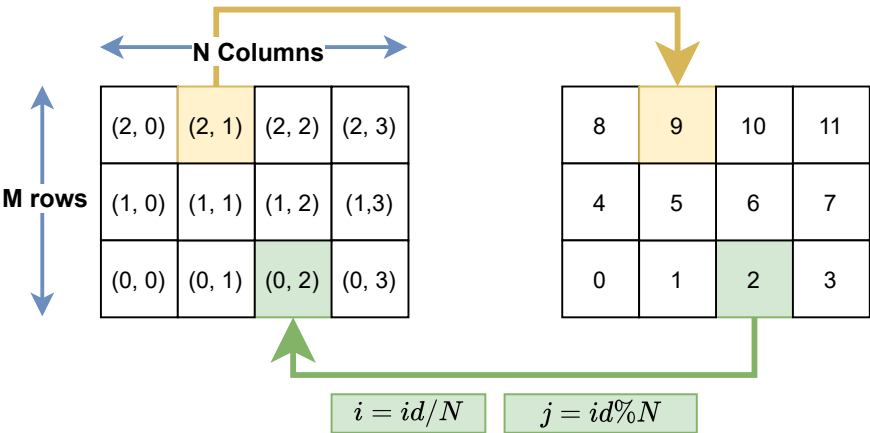 N Columns
M rows
(2, 0) (2, 1) (2, 2) (2, 3)
(1, 0) (1, 1) (1, 2) (1,3)
(0, 0) (0, 1) (0, 2) (0, 3)
8 9 10 11
4 5 6 7
0 1 2 3
i = id/N
j = id%N